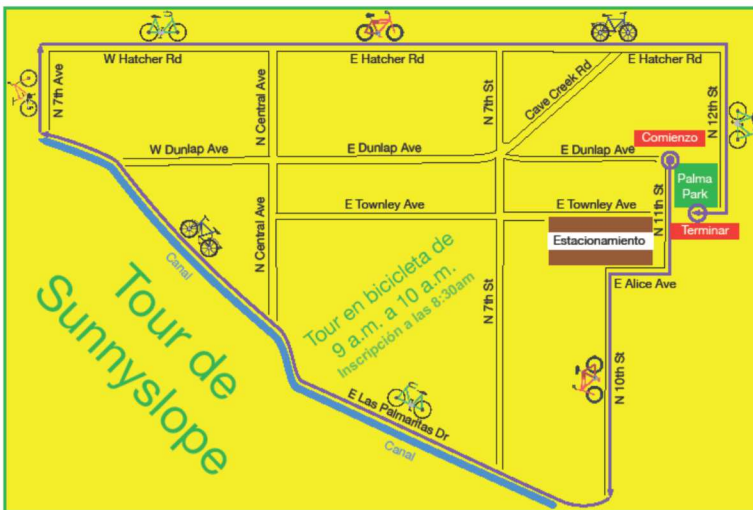 W Hatcher Rd
E Hatcher Rd
E Hatcher Rd
N 7th Ave
N Central Ave
N 7th St
Cave Creek Rd
N 12th St
Comienzo
W Dunlap Ave
E Dunlap Ave
E Dunlap Ave
Palma
Park
N 11th St
E Townley Ave
E Townley Ave
Terminar
N Central Ave
Estacionamiento
Canal
Tour de
Sunnyslope
Tour en bicicleta de
9 a.m. a 10 a.m.
Inscripción a las 8:30am
N 7th St
E Alice Ave
N 10th St
E Las Palmaritas Dr
Canal